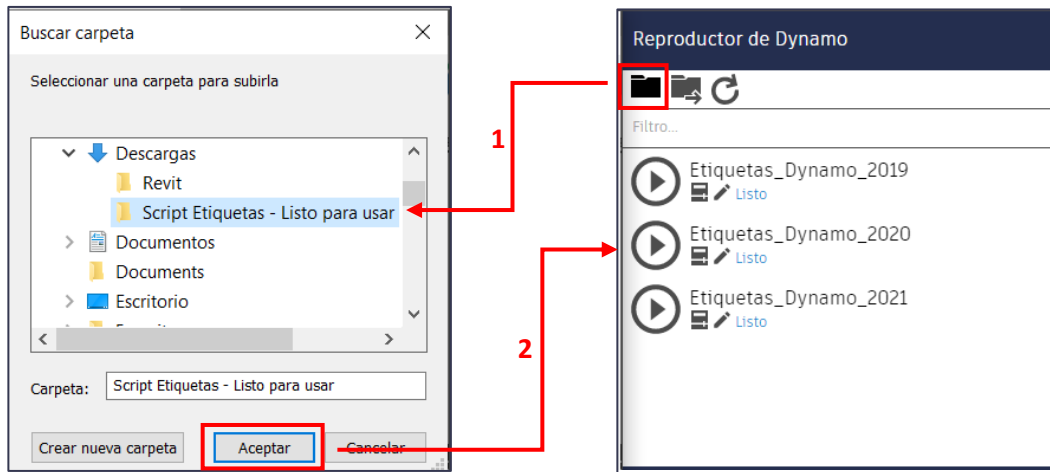 Buscar carpeta
Seleccionar una carpeta para subirla
Descargas
Revit
Script Etiquetas - Listo para usar
Documentos
Documents
Escritorio
Carpeta:
Script Etiquetas - Listo para usar
Crear nueva carpeta
Aceptar
Cancelar
1
2
Reproductor de Dynamo
Filtro...
Etiquetas_Dynamo_2019
Listo
Etiquetas_Dynamo_2020
Listo
Etiquetas_Dynamo_2021
Listo